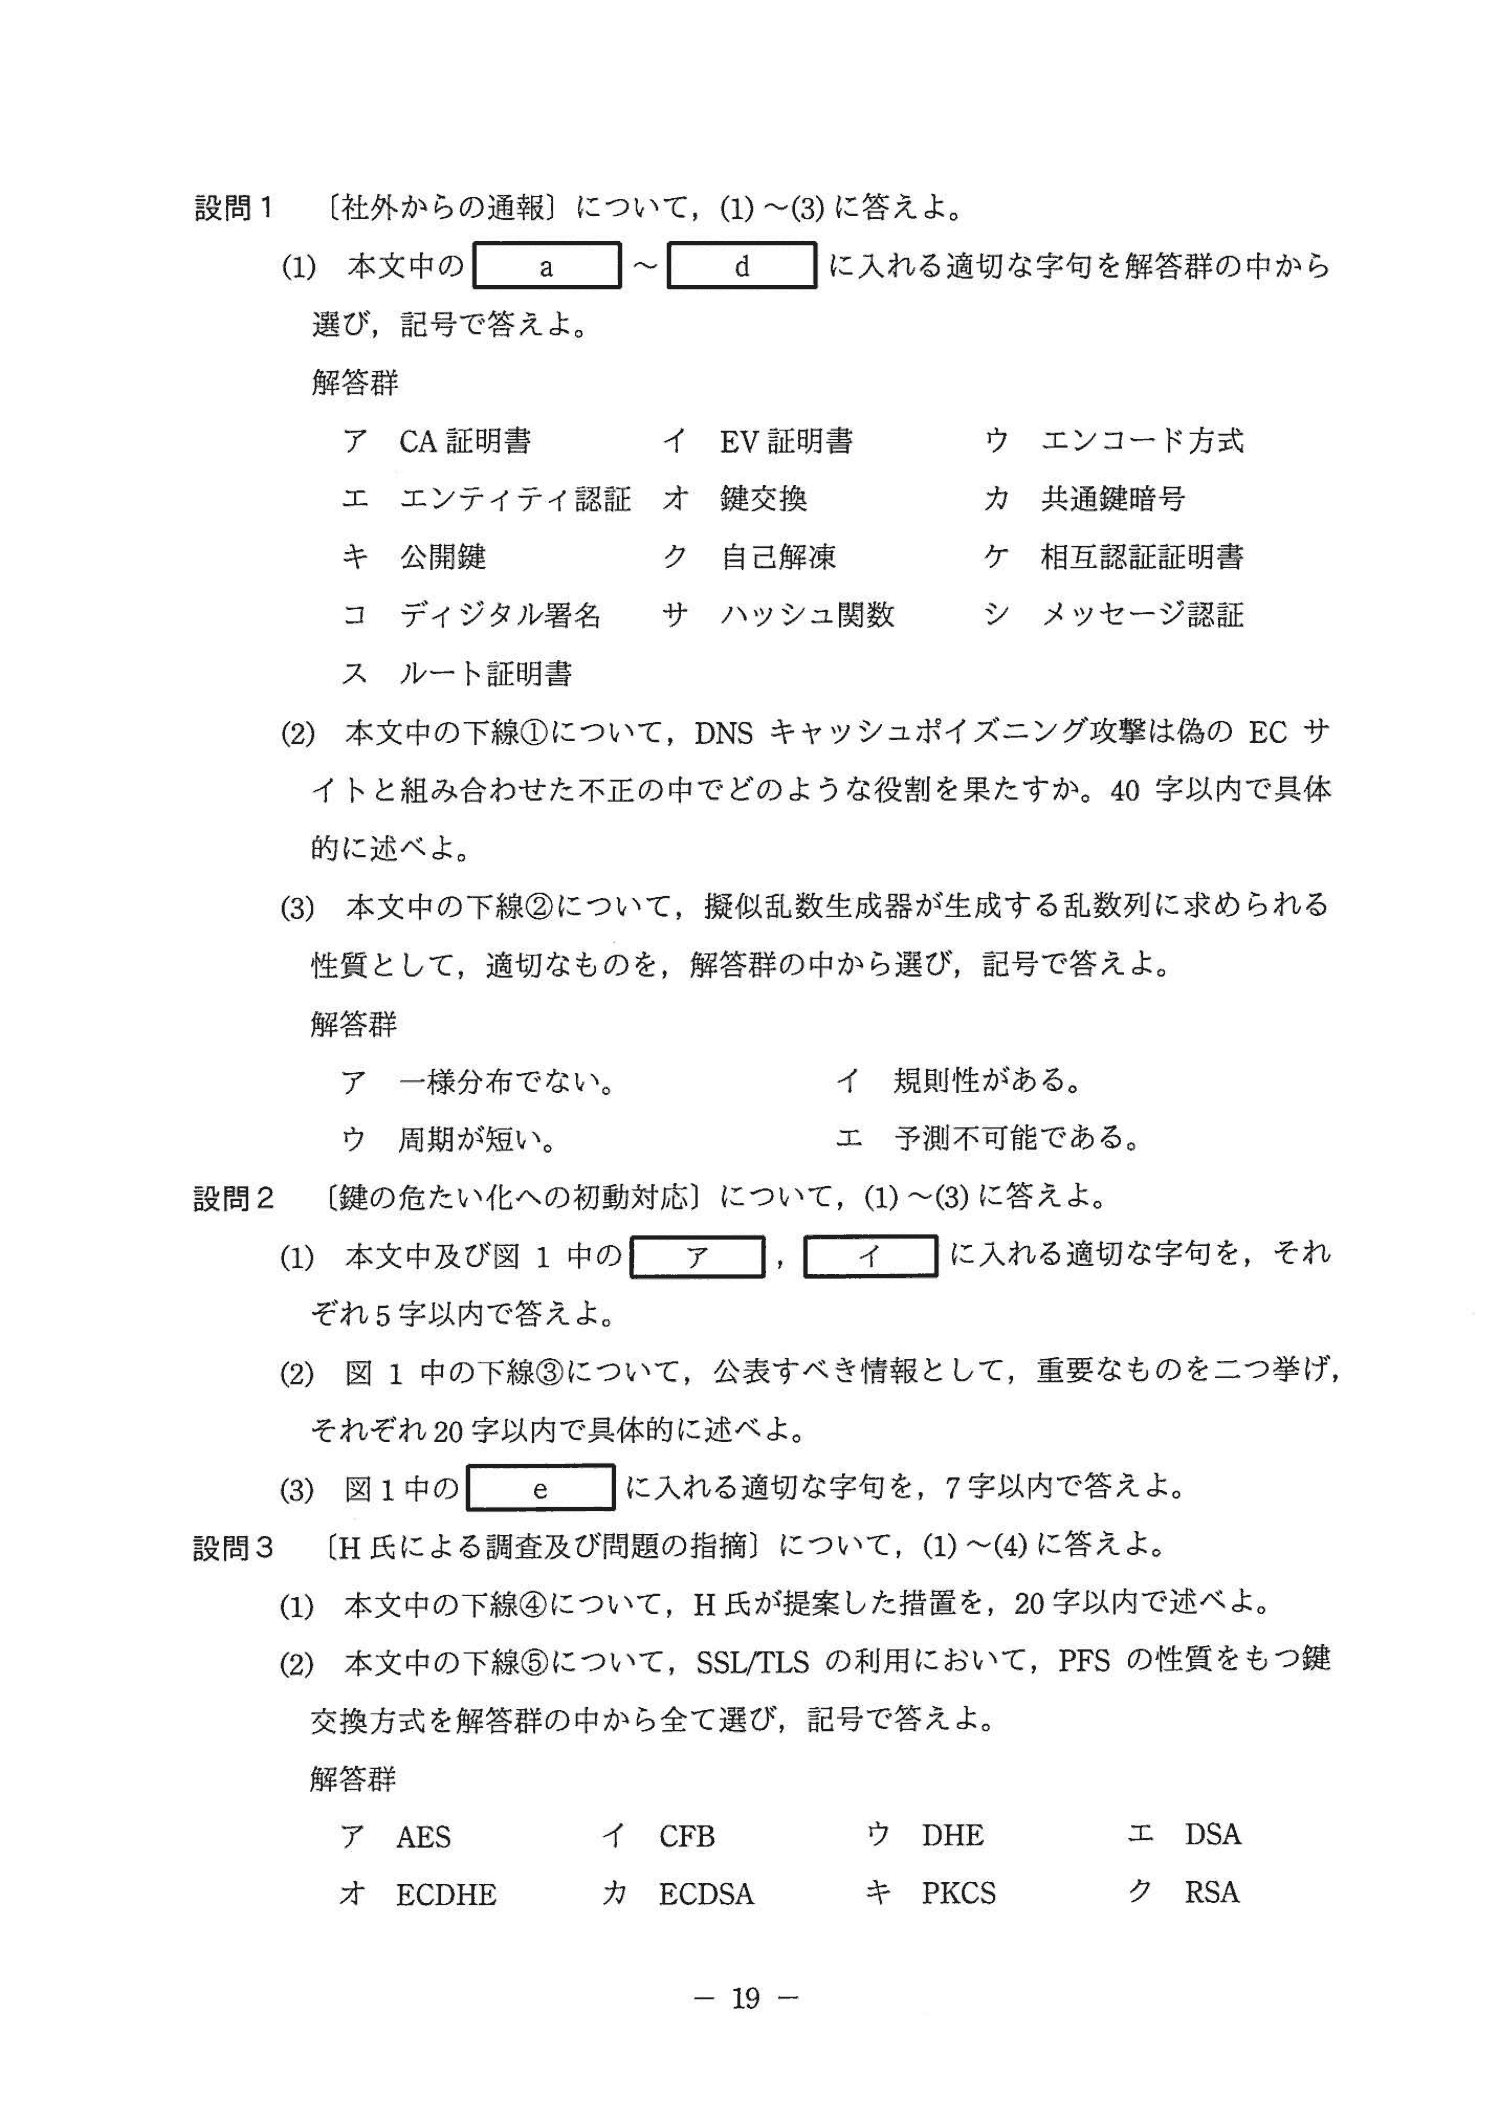 設問1　〔社外からの通報〕について，(1)～(3)に答えよ。
(1)　本文中の a ～ d に入れる適切な字句を解答群の中から
選び，記号で答えよ。
解答群
ア　CA証明書　イ　EV証明書　ウ　エンコード方式
エ　エンティティ認証　オ　鍵交換　カ　共通鍵暗号
キ　公開鍵　ク　自己解凍　ケ　相互認証証明書
コ　ディジタル署名　サ　ハッシュ関数　シ　メッセージ認証
ス　ルート証明書
(2)　本文中の下線①について，DNS キャッシュポイズニング攻撃は偽の EC サ
イトと組み合わせた不正の中でどのような役割を果たすか。40 字以内で具体
的に述べよ。
(3)　本文中の下線②について，擬似乱数生成器が生成する乱数列に求められる
性質として，適切なものを，解答群の中から選び，記号で答えよ。
解答群
ア　一様分布でない。　イ　規則性がある。
ウ　周期が短い。　エ　予測不可能である。
設問2　〔鍵の危たい化への初動対応〕について，(1)～(3)に答えよ。
(1)　本文中及び図 1 中の ア ， イ に入れる適切な字句を，それ
ぞれ5字以内で答えよ。
(2)　図 1 中の下線③について，公表すべき情報として，重要なものを二つ挙げ，
それぞれ20字以内で具体的に述べよ。
(3)　図1中の e に入れる適切な字句を，7字以内で答えよ。
設問3　〔H氏による調査及び問題の指摘〕について，(1)～(4)に答えよ。
(1)　本文中の下線④について，H氏が提案した措置を，20字以内で述べよ。
(2)　本文中の下線⑤について，SSL/TLS の利用において，PFS の性質をもつ鍵
交換方式を解答群の中から全て選び，記号で答えよ。
解答群
ア　AES　イ　CFB　ウ　DHE　エ　DSA
オ　ECDHE　カ　ECDSA　キ　PKCS　ク　RSA
－ 19 －